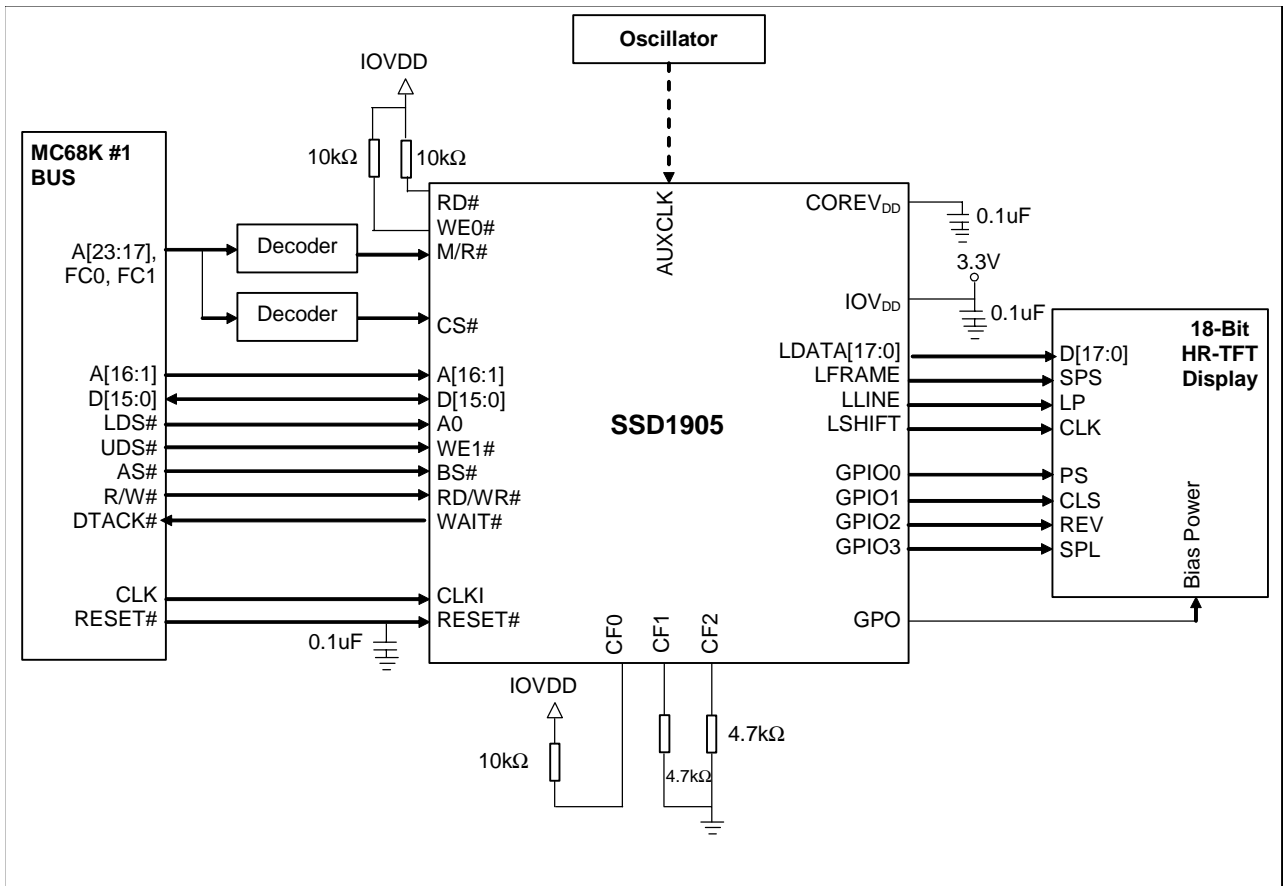 Oscillator
IOVDD
10kΩ
10kΩ
MC68K #1
BUS
A[23:17],
FC0, FC1
Decoder
Decoder
A[16:1]
D[15:0]
LDS#
UDS#
AS#
R/W#
DTACK#
CLK
RESET#
0.1uF
RD#
WE0#
M/R#
CS#
A[16:1]
D[15:0]
A0
WE1#
BS#
RD/WR#
WAIT#
CLKI
RESET#
AUXCLK
SSD1905
COREVDD
0.1uF
3.3V
IOVDD
0.1uF
LDATA[17:0]
LFRAME
LLINE
LSHIFT
GPIO0
GPIO1
GPIO2
GPIO3
GPO
18-Bit
HR-TFT
Display
D[17:0]
SPS
LP
CLK
PS
CLS
REV
SPL
Bias Power
CF0
CF1
CF2
IOVDD
10kΩ
4.7kΩ
4.7kΩ